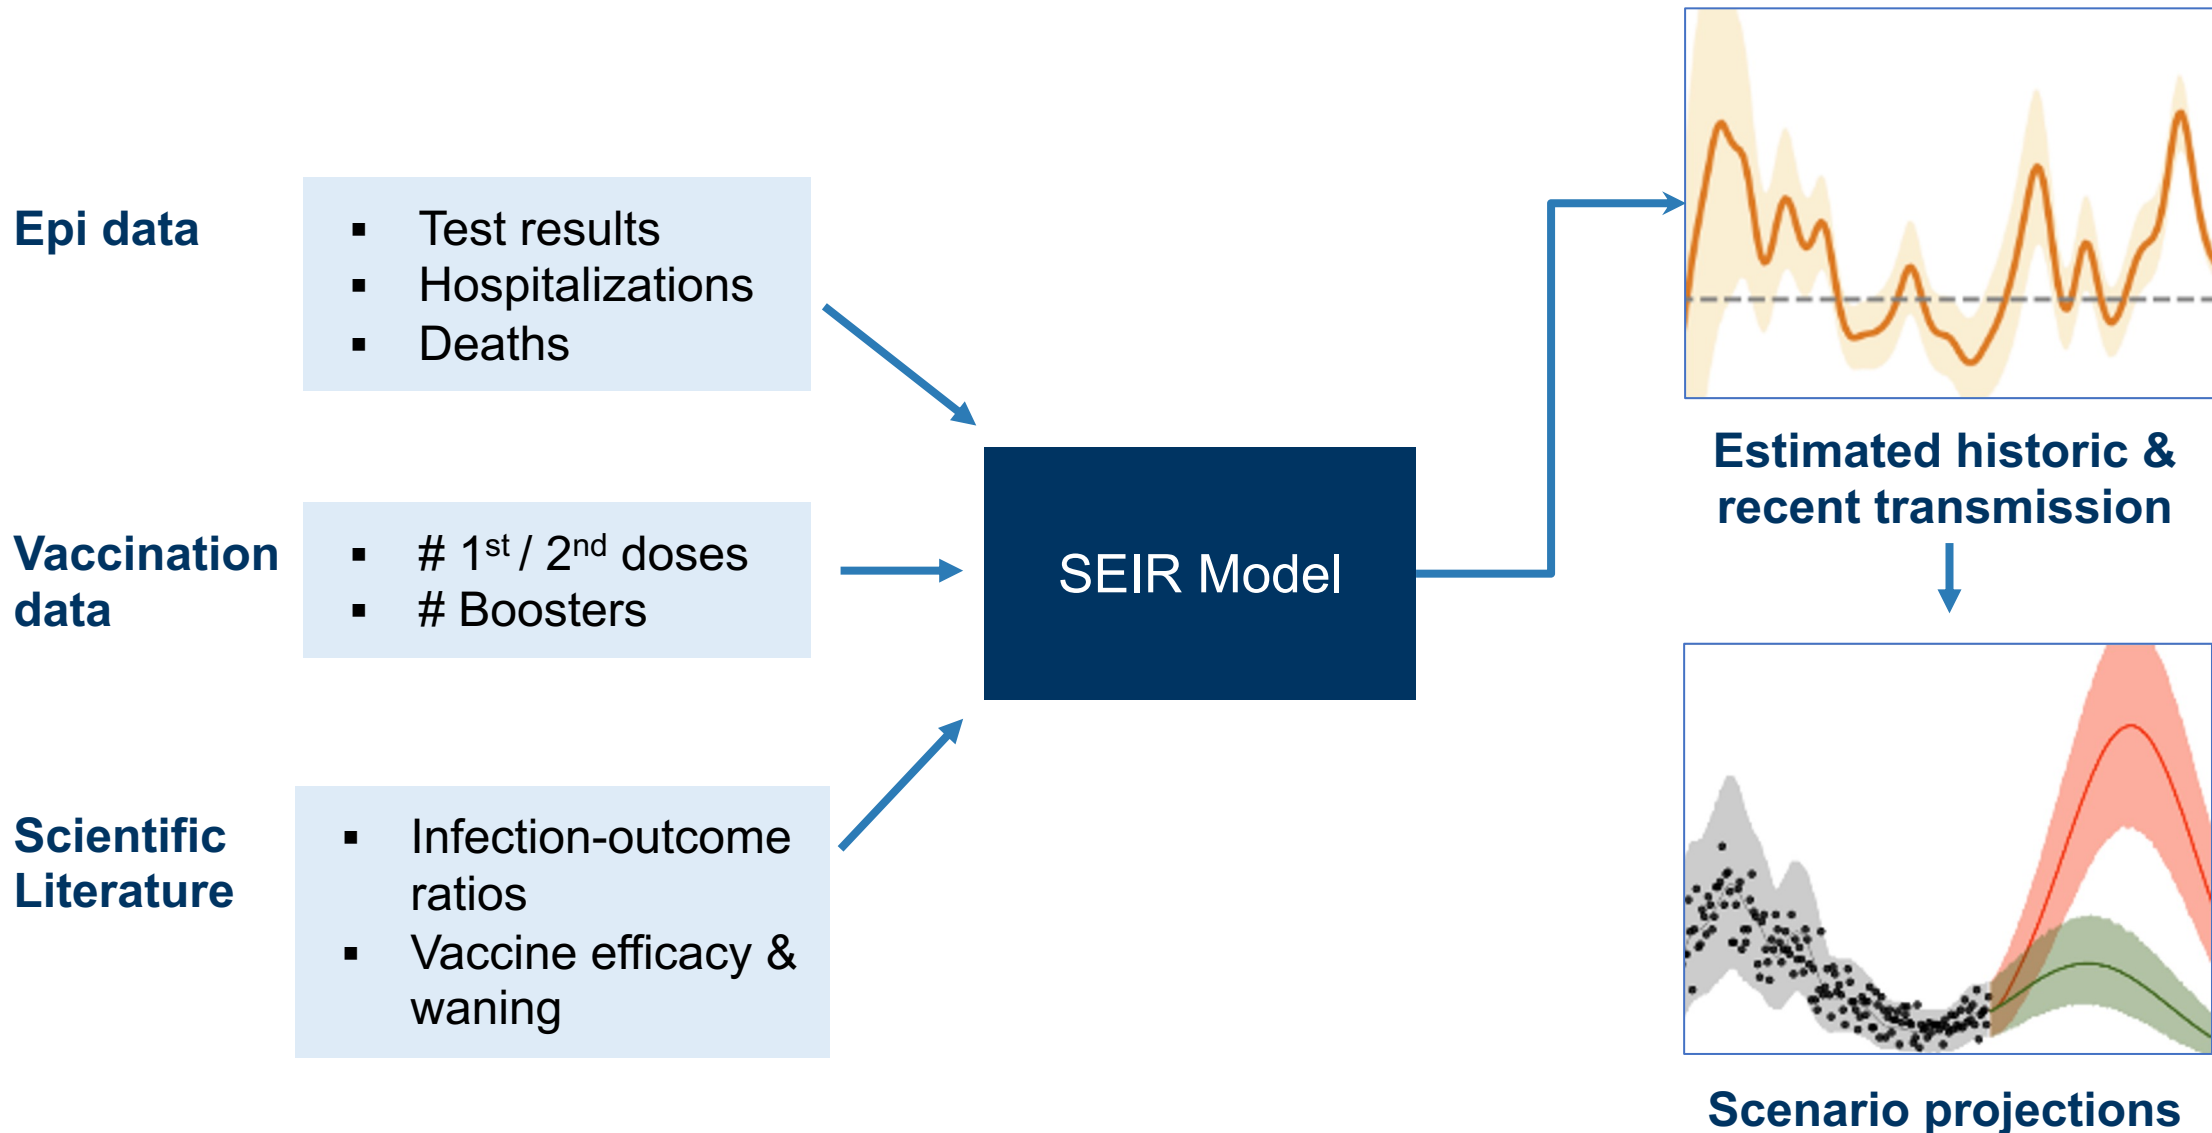 Epi data
▪ Test results
▪ Hospitalizations
▪ Deaths
Vaccination
data
▪ # 1st / 2nd doses
▪ # Boosters
Scientific
Literature
▪ Infection-outcome
ratios
▪ Vaccine efficacy &
waning
SEIR Model
Estimated historic &
recent transmission
Scenario projections